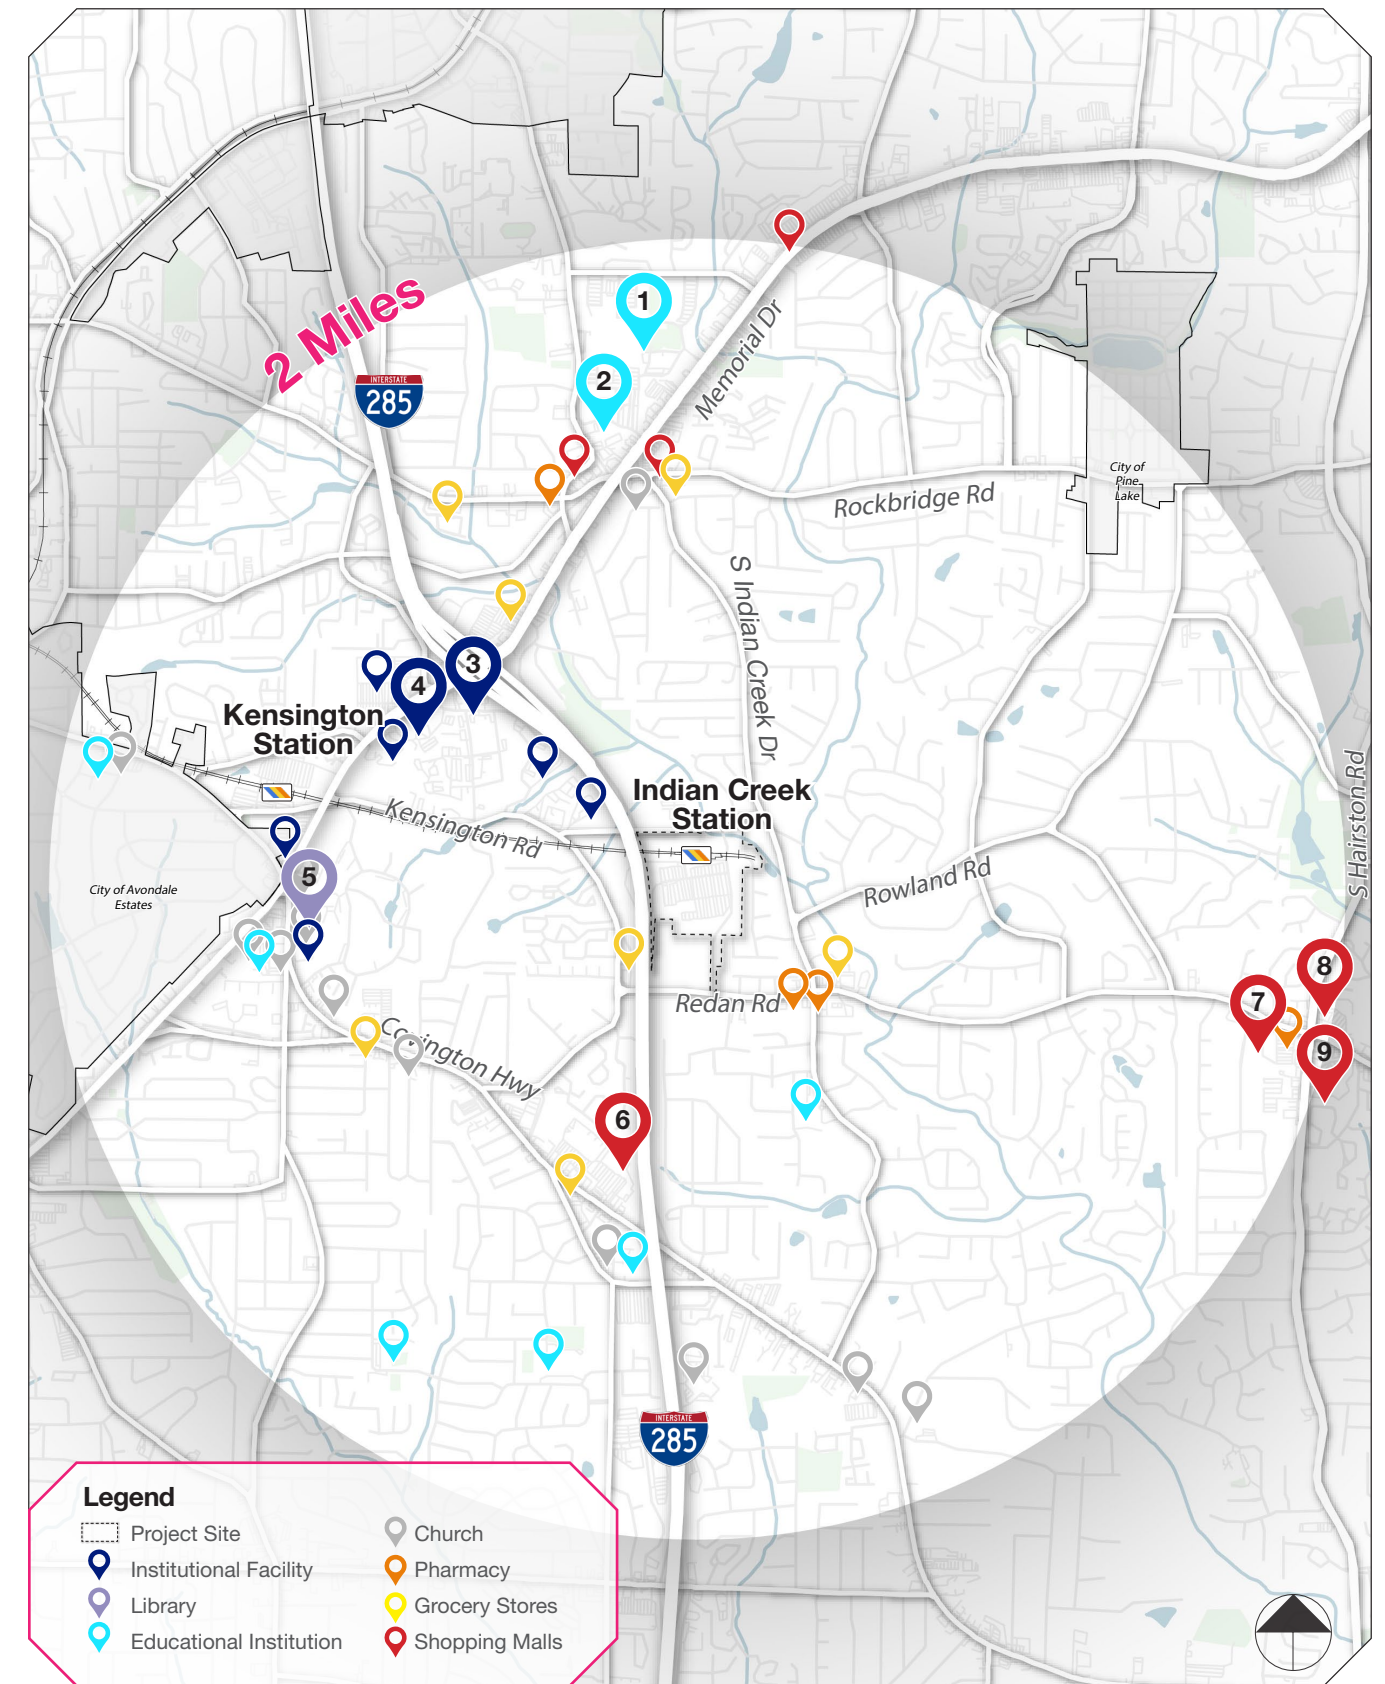 2 Miles
INTERSTATE
285
1
2
Memorial Dr
Rockbridge Rd
City of
Pine
Lake
S Indian Creek Dr
3
4
Kensington
Station
Indian Creek
Station
Kensington Rd
S Hairston Rd
5
City of Avondale
Estates
Rowland Rd
Redan Rd
7
8
9
Covington Hwy
6
INTERSTATE
285
Legend
Project Site
Institutional Facility
Library
Educational Institution
Church
Pharmacy
Grocery Stores
Shopping Malls